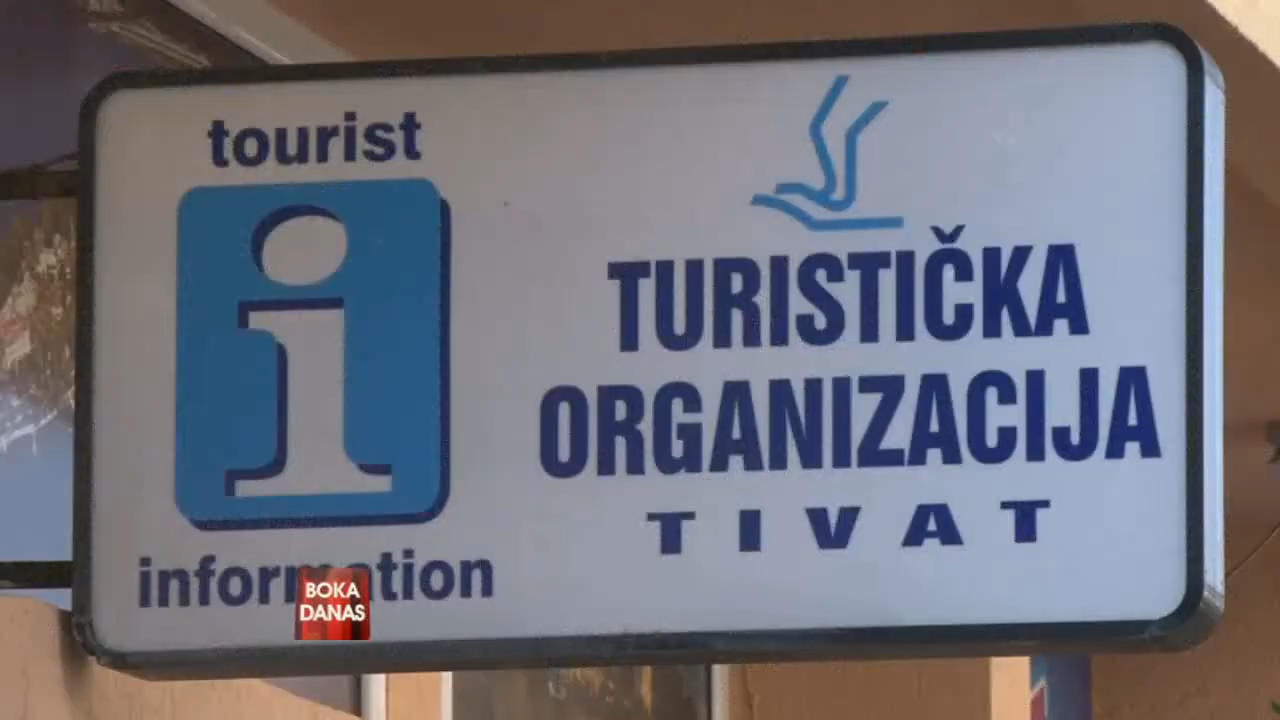 tourist
i
information
TURISTIČKA
ORGANIZACIJA
TIVAT
BOKA
DANAS